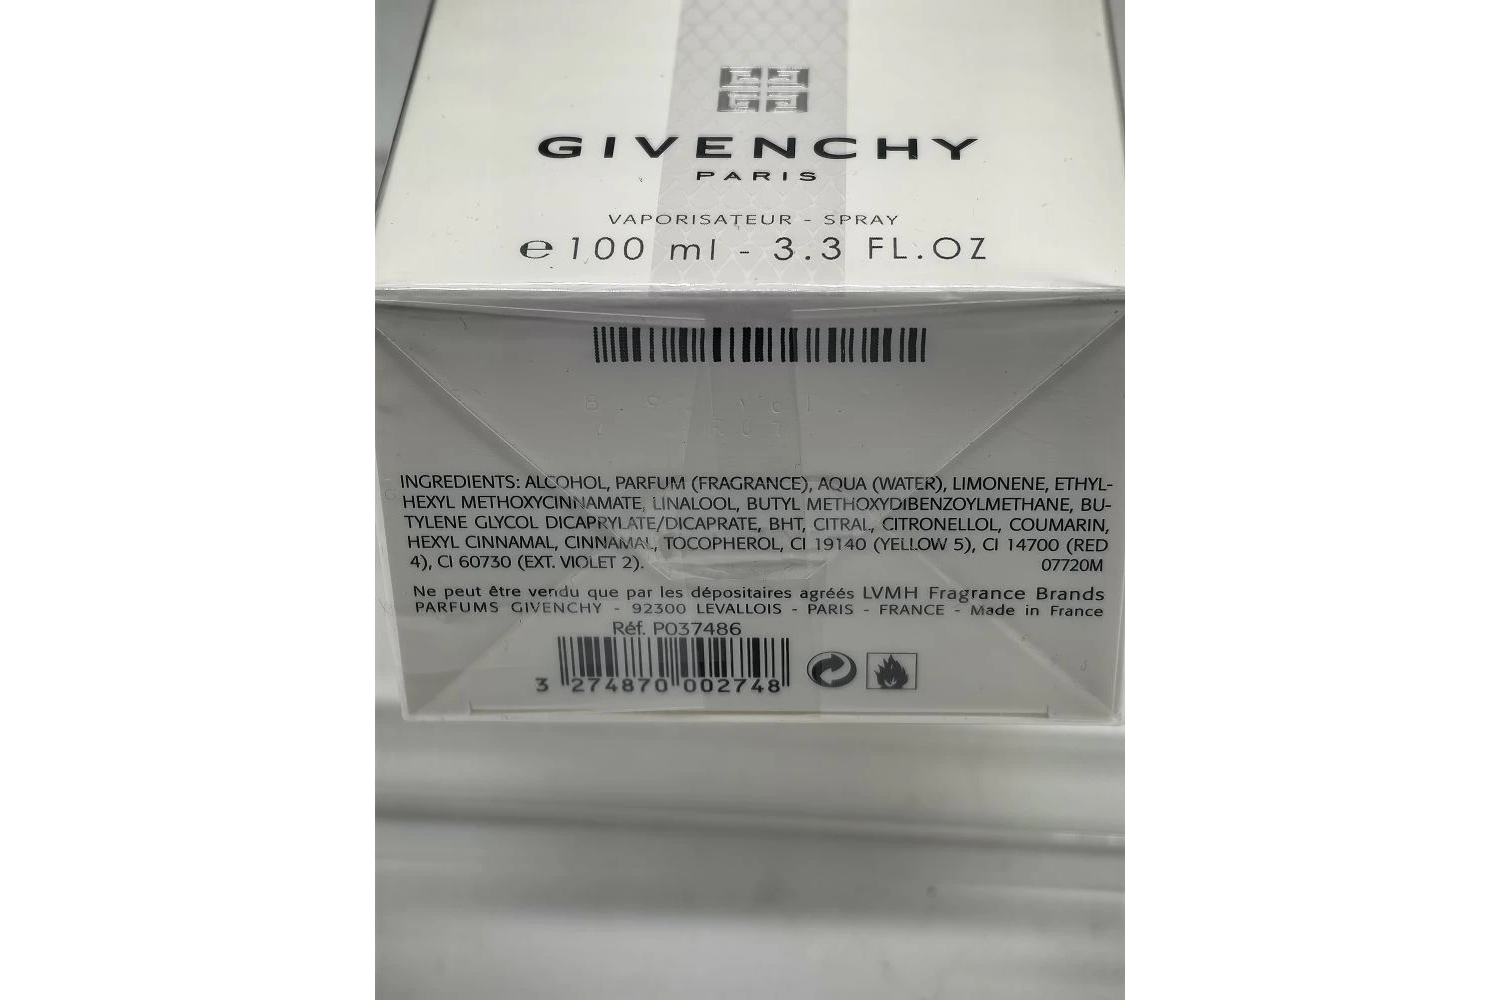 GIVENCHY
PARIS
VAPORISATEUR - SPRAY
℮ 100 ml - 3.3 FL.OZ
INGREDIENTS: ALCOHOL, PARFUM (FRAGRANCE), AQUA (WATER), LIMONENE, ETHYL-
HEXYL METHOXYCINNAMATE, LINALOOL, BUTYL METHOXYDIBENZOYLMETHANE, BU-
TYLENE GLYCOL DICAPRYLATE/DICAPRATE, BHT, CITRAL, CITRONELLOL, COUMARIN,
HEXYL CINNAMAL, CINNAMAL, TOCOPHEROL, CI 19140 (YELLOW 5), CI 14700 (RED
4), CI 60730 (EXT. VIOLET 2). 07720M
Ne peut être vendu que par les dépositaires agréés LVMH Fragrance Brands
PARFUMS GIVENCHY - 92300 LEVALLOIS - PARIS - FRANCE - Made in France
Réf. P037486
3 274870 002748